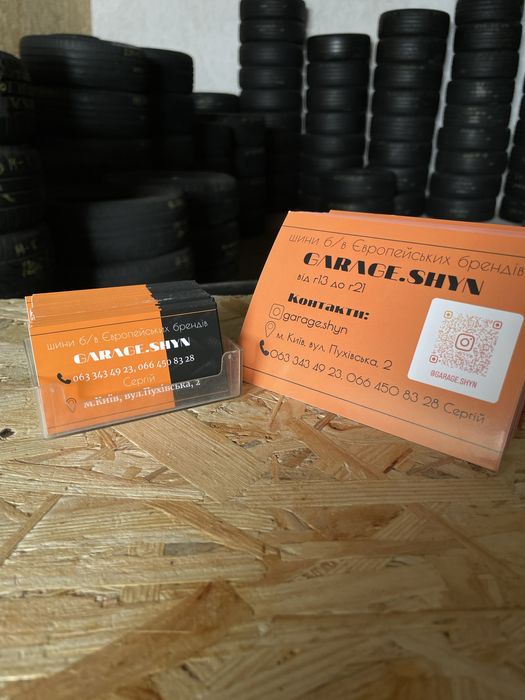 шини б/в Європейських брендів
GARAGE.SHYN
063 343 49 23, 066 450 83 28
Сергій
м.Київ, вул.Пухівська, 2
шини б/в Європейських брендів
GARAGE.SHYN
від r13 до r21
Контакти:
garageshyn
м. Київ, вул. Пухівська, 2
063 343 49 23, 066 450 83 28 Сергій
@GARAGE.SHYN